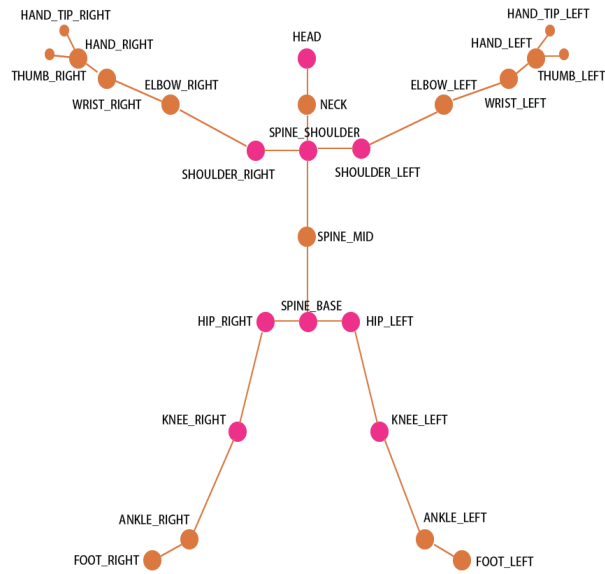 HAND_TIP_RIGHT
HAND_TIP_LEFT
HEAD
HAND_RIGHT
HAND_LEFT
THUMB_RIGHT
THUMB_LEFT
ELBOW_RIGHT
ELBOW_LEFT
WRIST_RIGHT
WRIST_LEFT
NECK
SPINE_SHOULDER
SHOULDER_RIGHT
SHOULDER_LEFT
SPINE_MID
SPINE_BASE
HIP_RIGHT
HIP_LEFT
KNEE_RIGHT
KNEE_LEFT
ANKLE_RIGHT
ANKLE_LEFT
FOOT_RIGHT
FOOT_LEFT